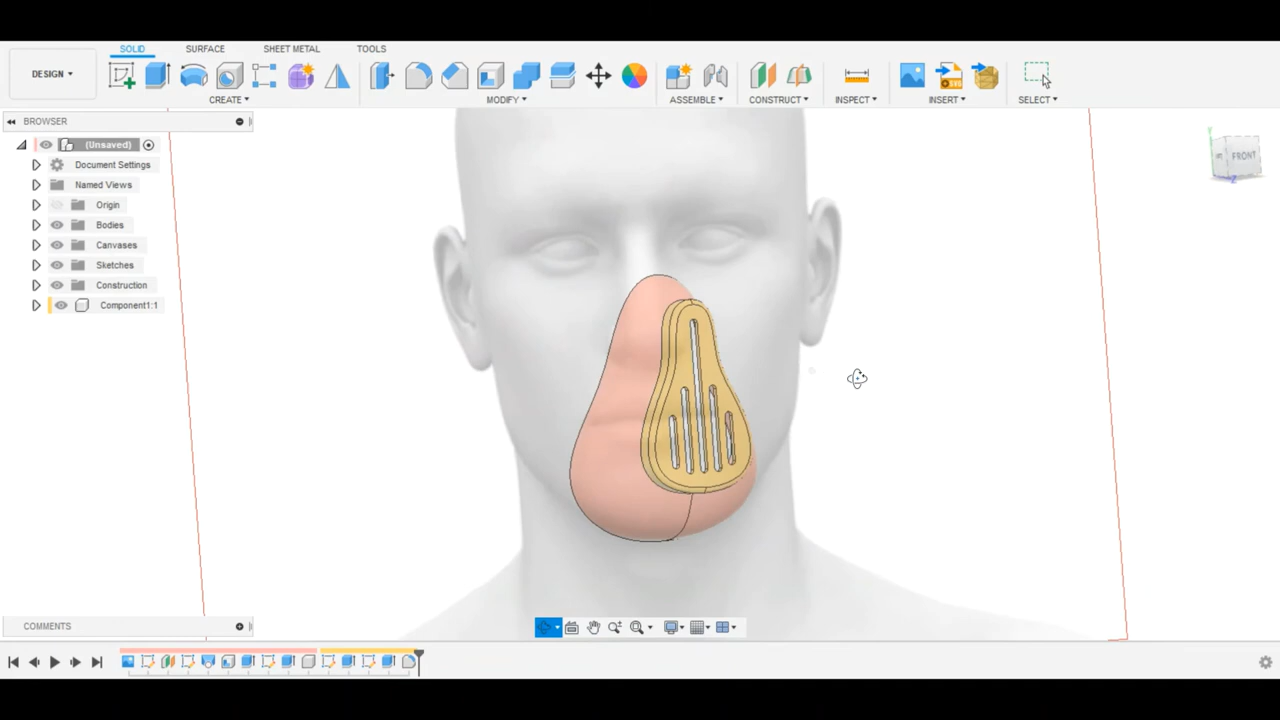 SOLID SURFACE SHEET METAL TOOLS
DESIGN
CREATE MODIFY ASSEMBLE CONSTRUCT INSPECT INSERT SELECT
BROWSER
(Unsaved)
Document Settings
Named Views
Origin
Bodies
Canvases
Sketches
Construction
Component1:1
FRONT
Z
COMMENTS